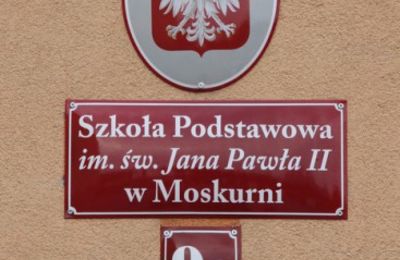 Szkoła Podstawowa
im. św. Jana Pawła II
w Moskurni